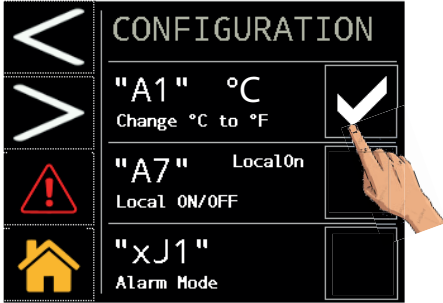 CONFIGURATION
"A1" °C
Change °C to °F
"A7" LocalOn
Local ON/OFF
"xJ1"
Alarm Mode